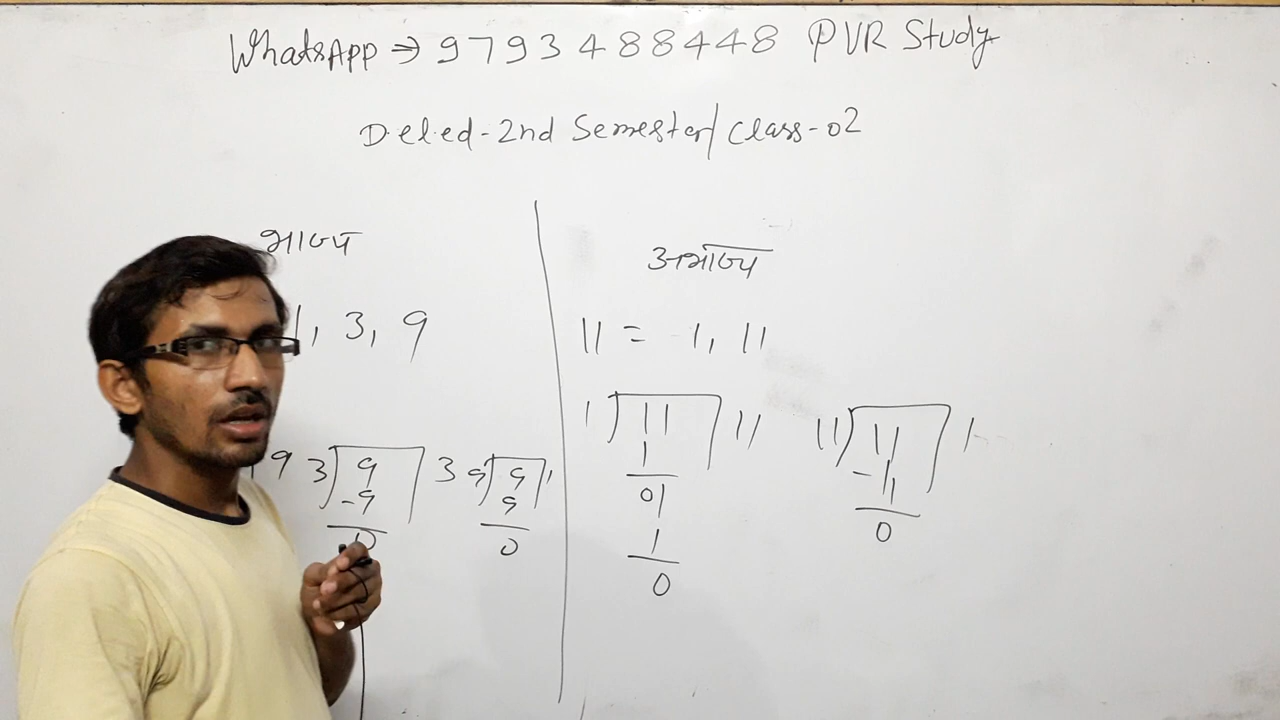 WhatsApp ⇒ 9793488448 PVR Study
D.El.ed-2nd Semester/Class-02
भाज्य
1, 3, 9
9 3) 9 3 9) 9 1
-9 9
0 0
अभाज्य
11 = 1, 11
1) 11 11 11) 11 1
1 -11
01 0
1
0